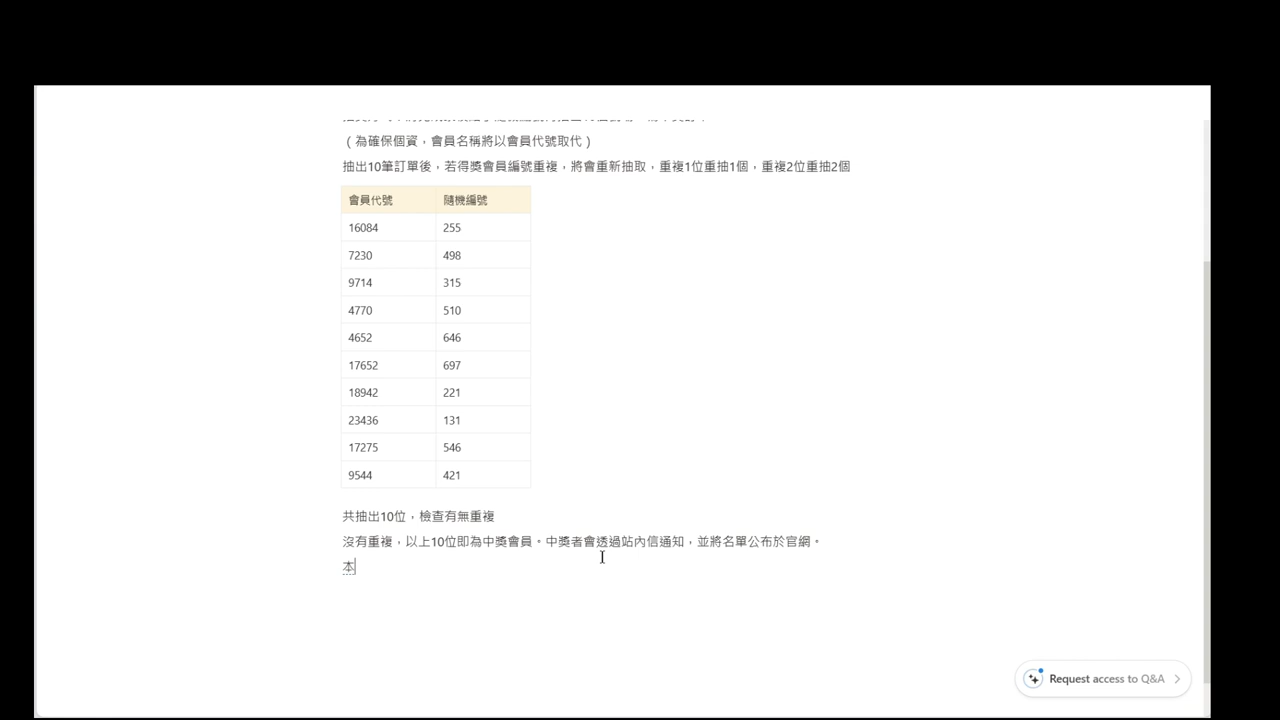 （為確保個資，會員名稱將以會員代號取代）
抽出10筆訂單後，若得獎會員編號重複，將會重新抽取，重複1位重抽1個，重複2位重抽2個
會員代號 隨機編號
16084 255
7230 498
9714 315
4770 510
4652 646
17652 697
18942 221
23436 131
17275 546
9544 421
共抽出10位，檢查有無重複
沒有重複，以上10位即為中獎會員。中獎者會透過站內信通知，並將名單公布於官網。
本
Request access to Q&A